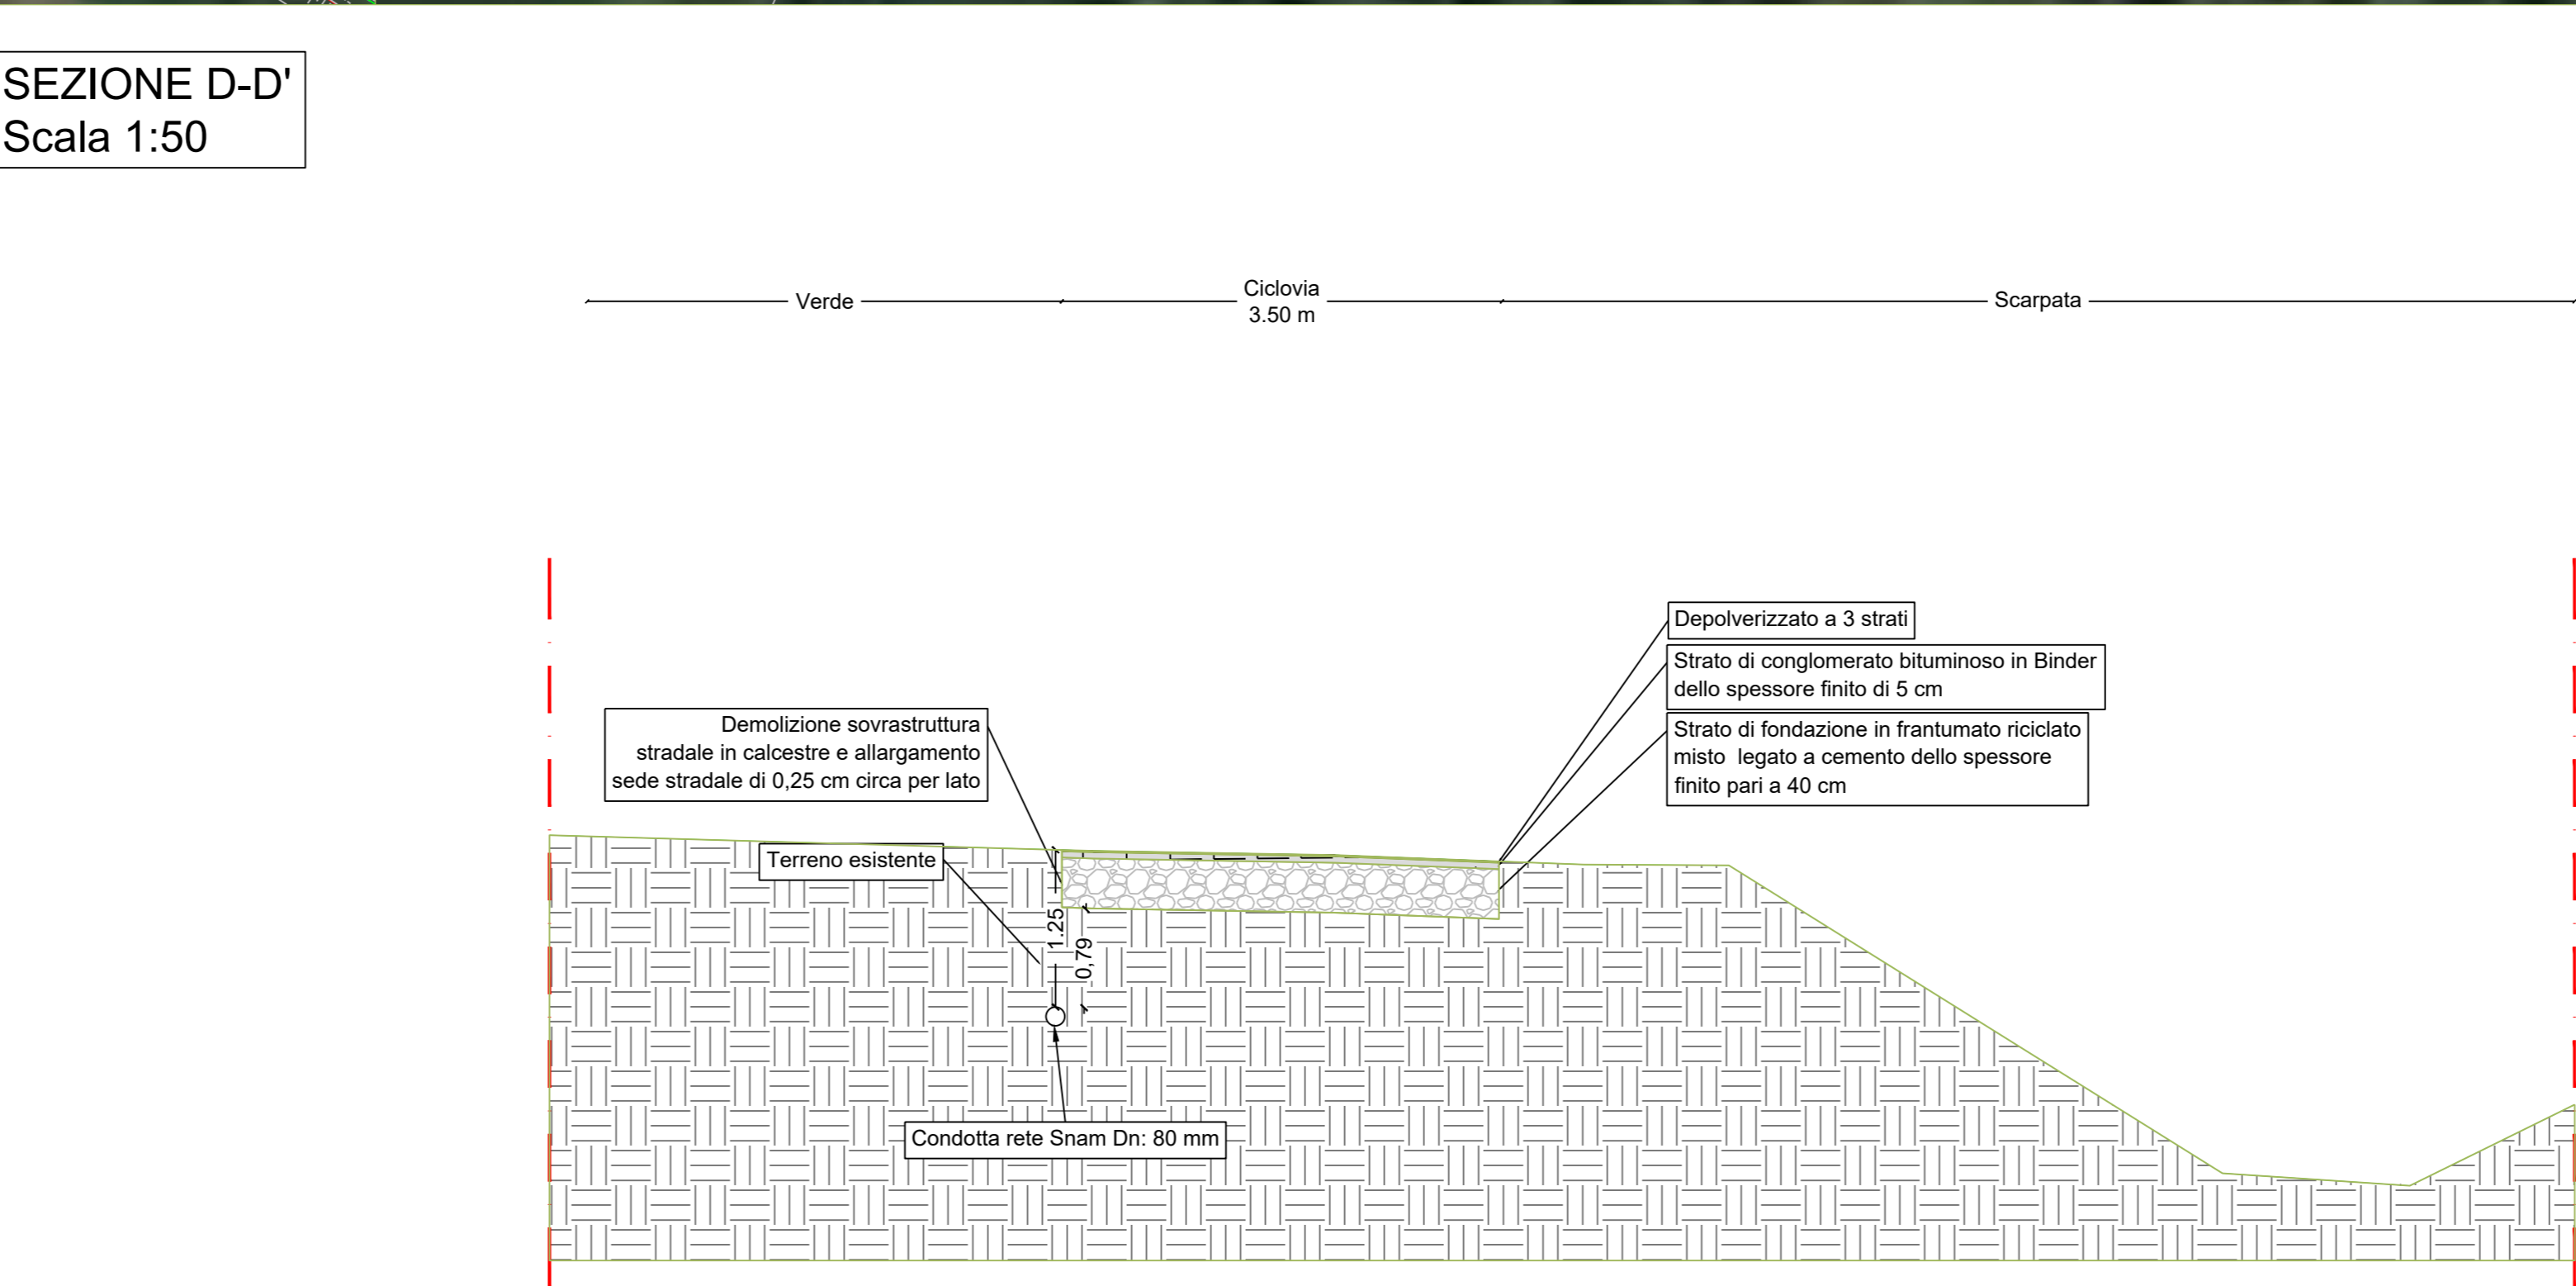 SEZIONE D-D'
Scala 1:50
Verde
Ciclovia
3.50 m
Scarpata
Depolverizzato a 3 strati
Strato di conglomerato bituminoso in Binder
dello spessore finito di 5 cm
Strato di fondazione in frantumato riciclato
misto legato a cemento dello spessore
finito pari a 40 cm
Demolizione sovrastruttura
stradale in calcestre e allargamento
sede stradale di 0,25 cm circa per lato
Terreno esistente
1.25
0,79
Condotta rete Snam Dn: 80 mm